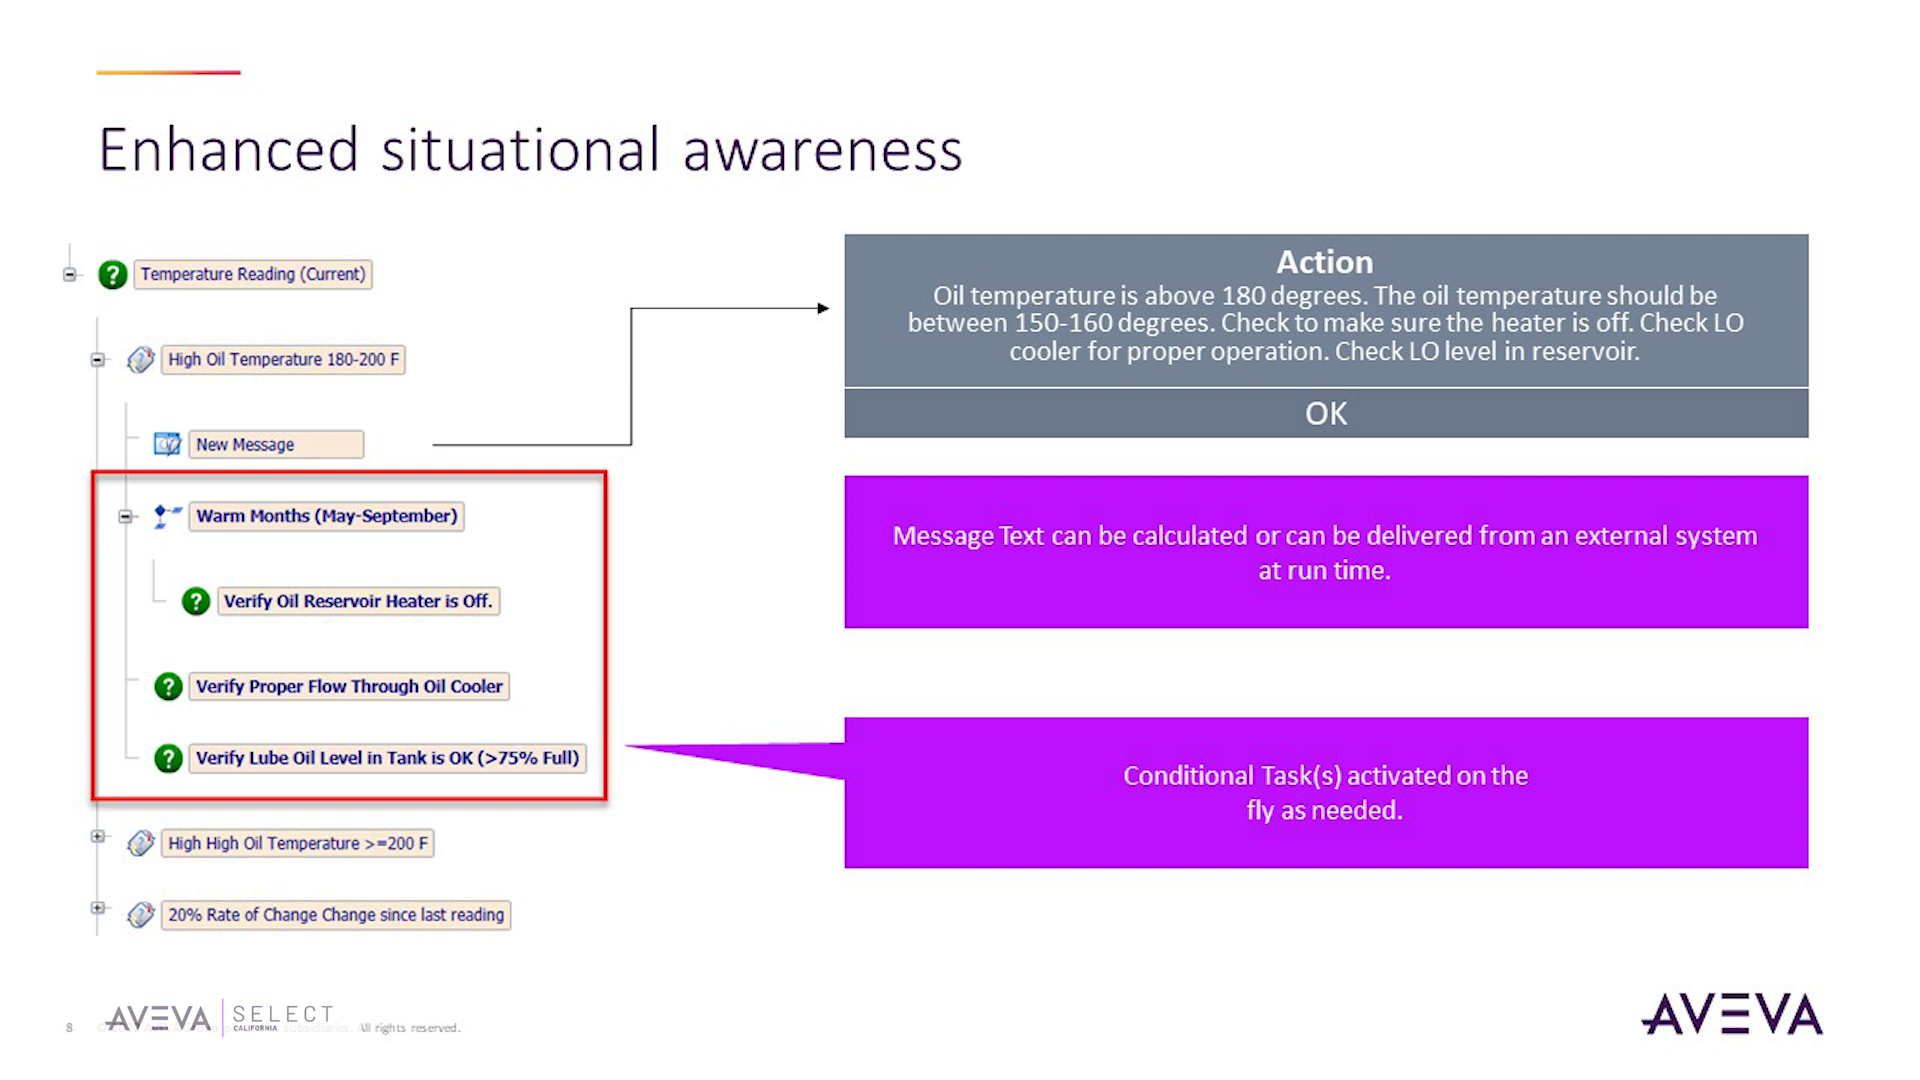 Enhanced situational awareness
Temperature Reading (Current)
High Oil Temperature 180-200 F
New Message
Warm Months (May-September)
Verify Oil Reservoir Heater is Off.
Verify Proper Flow Through Oil Cooler
Verify Lube Oil Level in Tank is OK (>75% Full)
High High Oil Temperature >=200 F
20% Rate of Change Change since last reading
Action
Oil temperature is above 180 degrees. The oil temperature should be
between 150-160 degrees. Check to make sure the heater is off. Check LO
cooler for proper operation. Check LO level in reservoir.
OK
Message Text can be calculated or can be delivered from an external system
at run time.
Conditional Task(s) activated on the
fly as needed.
8
AVEVA
SELECT
CALIFORNIA
subsidiaries. All rights reserved.
AVEVA